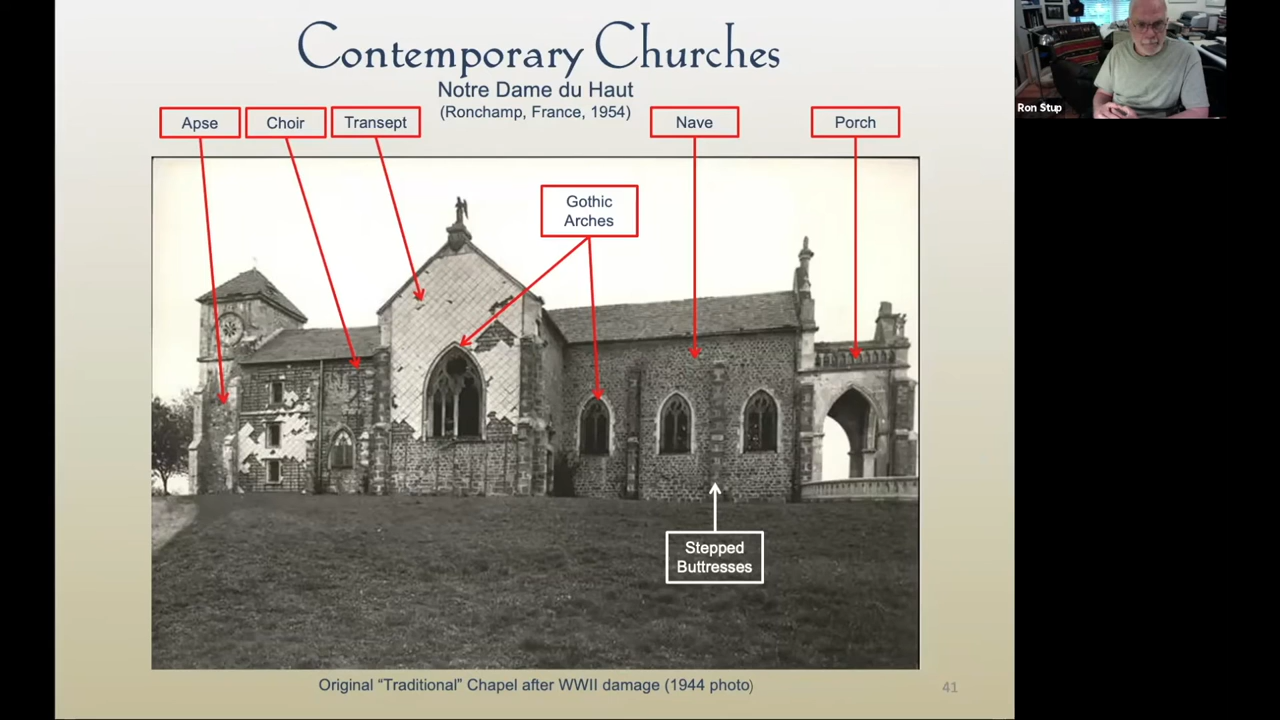 Contemporary Churches
Notre Dame du Haut
(Ronchamp, France, 1954)
Apse
Choir
Transept
Nave
Porch
Gothic
Arches
Stepped
Buttresses
Original “Traditional” Chapel after WWII damage (1944 photo)
41
Ron Stup